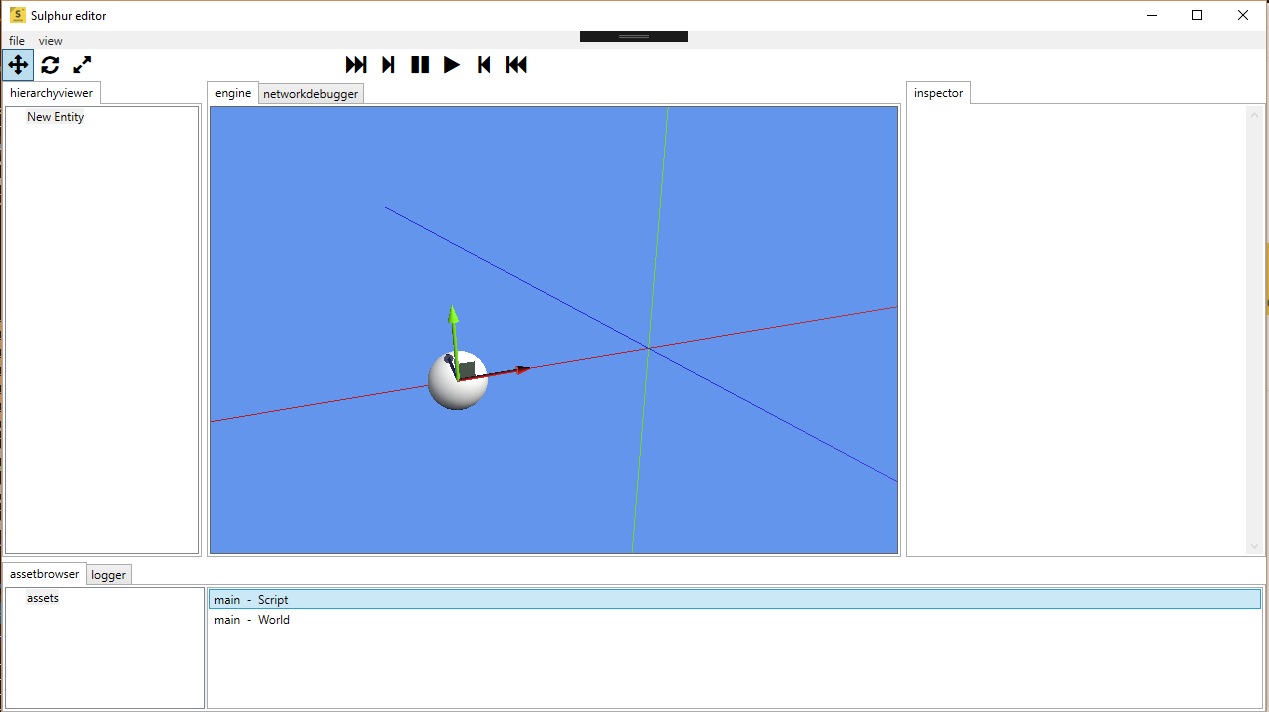 Sulphur editor
file view
hierarchyviewer
engine networkdebugger
inspector
New Entity
assetbrowser logger
assets
main - Script
main - World